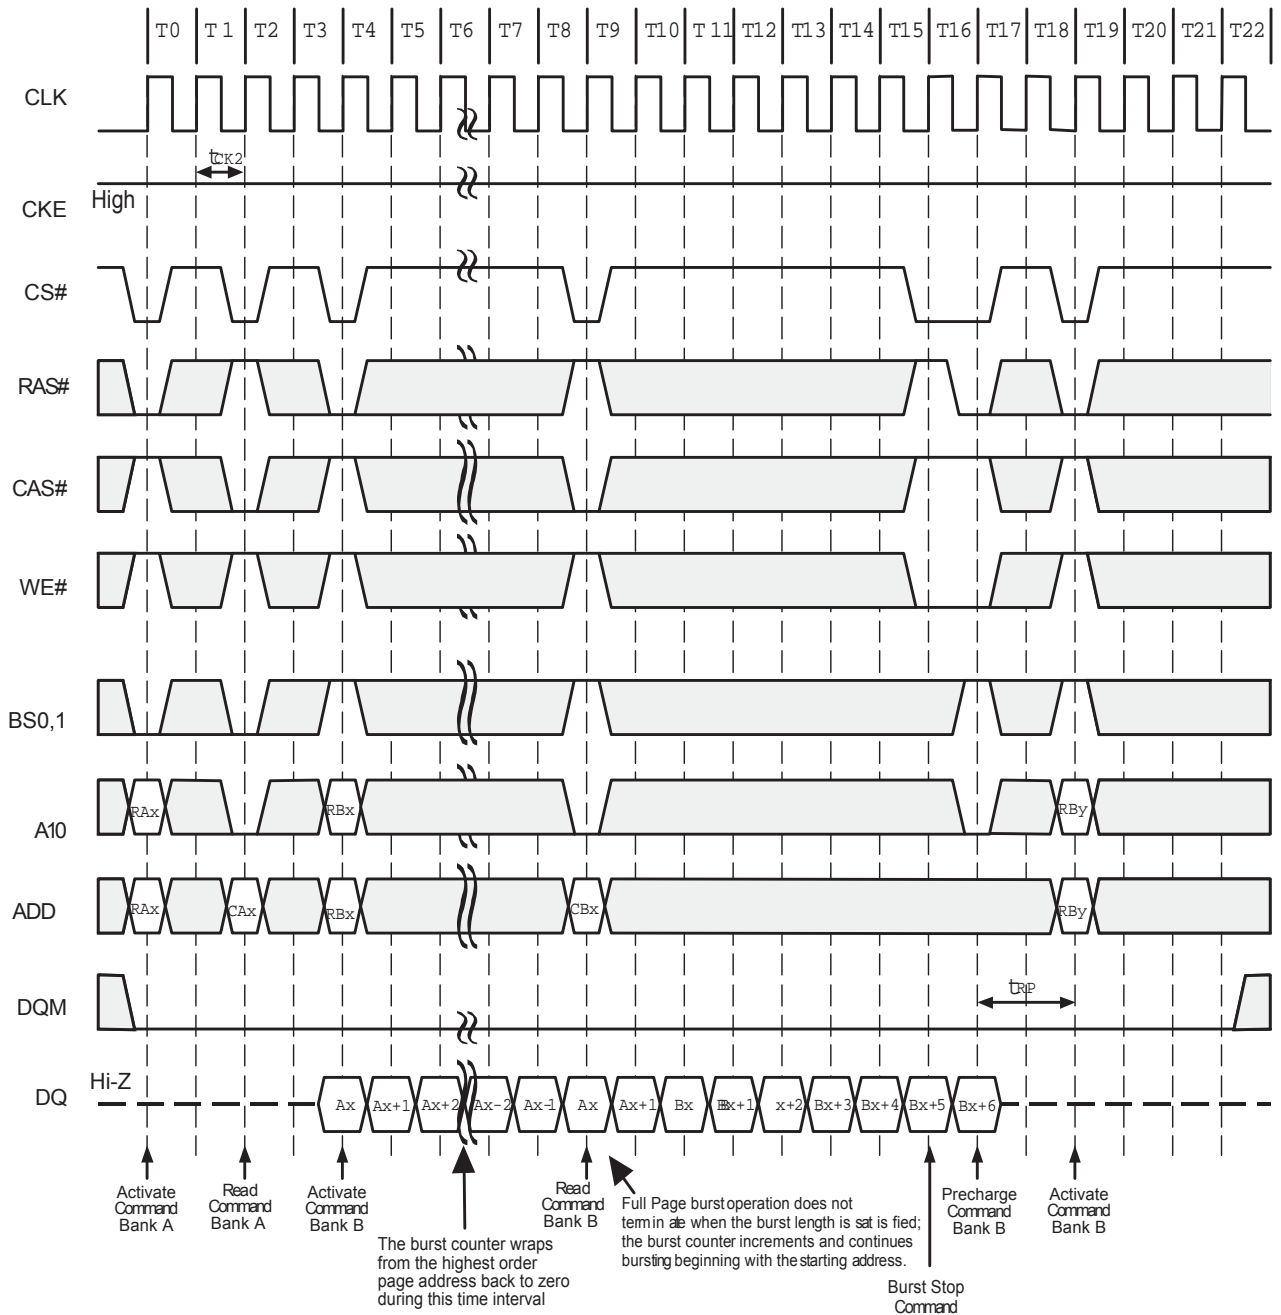 T0 T 1 T2 T3 T4 T5 T6 T7 T8 T9 T10 T 11 T12 T13 T14 T15 T16 T17 T18 T19 T20 T21 T22
CLK
tCK2
High
CKE
CS#
RAS#
CAS#
WE#
BS0,1
RAx RBx RBy
A10
ADD
RAx CAx RBx CBx RBy
DQM
tRP
Hi-Z
DQ
Ax Ax+1 Ax+2 Ax-2 Ax-1 Ax Ax+1 Bx Bx+1 x+2 Bx+3 Bx+4 Bx+5 Bx+6
Activate
Command
Bank A
Read
Command
Bank A
Activate
Command
Bank B
The burst counter wraps
from the highest order
page address back to zero
during this time interval
Read
Command
Bank B
Full Page burst operation does not
termin ate when the burst length is sat is fied;
the burst counter increments and continues
bursting beginning with the starting address.
Burst Stop
Command
Precharge
Command
Bank B
Activate
Command
Bank B